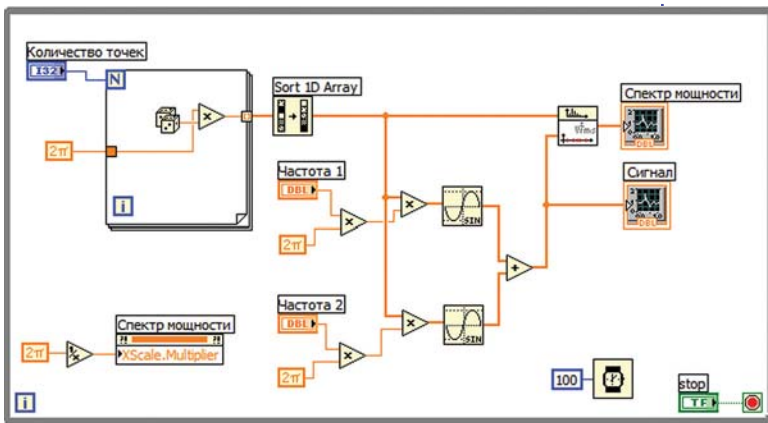 Количество точек
I32
N
2π
i
Sort 1D Array
Частота 1
DBL
2π
SIN
Спектр мощности
DBL
Сигнал
DBL
Частота 2
DBL
2π
SIN
Спектр мощности
2π
XScale.Multiplier
100
stop
TF
i